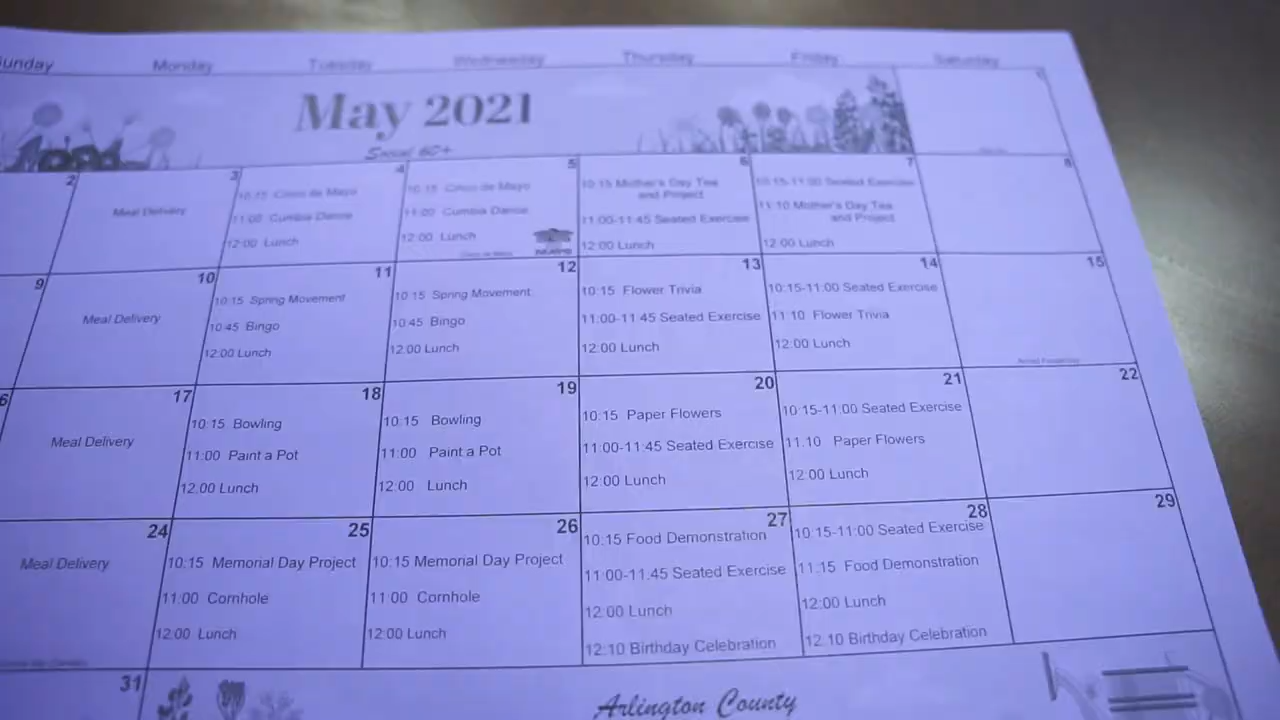 Sunday Monday Tuesday Wednesday Thursday Friday Saturday
May 2021
Social 60+
2 3 4 5 6 7 8
Meal Delivery
10:15 Cinco de Mayo
11:00 Cumbia Dance
12:00 Lunch
10:15 Cinco de Mayo
11:00 Cumbia Dance
12:00 Lunch
10:15 Mother's Day Tea
and Project
11:00-11:45 Seated Exercise
12:00 Lunch
10:15-11:00 Seated Exercise
11:10 Mother's Day Tea
and Project
12:00 Lunch
9 10 11 12 13 14 15
Meal Delivery
10:15 Spring Movement
10:45 Bingo
12:00 Lunch
10:15 Spring Movement
10:45 Bingo
12:00 Lunch
10:15 Flower Trivia
11:00-11:45 Seated Exercise
12:00 Lunch
10:15-11:00 Seated Exercise
11:10 Flower Trivia
12:00 Lunch
6 17 18 19 20 21 22
Meal Delivery
10:15 Bowling
11:00 Paint a Pot
12:00 Lunch
10:15 Bowling
11:00 Paint a Pot
12:00 Lunch
10:15 Paper Flowers
11:00-11:45 Seated Exercise
12:00 Lunch
10:15-11:00 Seated Exercise
11:10 Paper Flowers
12:00 Lunch
24 25 26 27 28 29
Meal Delivery
10:15 Memorial Day Project
11:00 Cornhole
12:00 Lunch
10:15 Memorial Day Project
11:00 Cornhole
12:00 Lunch
10:15 Food Demonstration
11:00-11:45 Seated Exercise
12:00 Lunch
12:10 Birthday Celebration
10:15-11:00 Seated Exercise
11:15 Food Demonstration
12:00 Lunch
12:10 Birthday Celebration
31
Arlington County